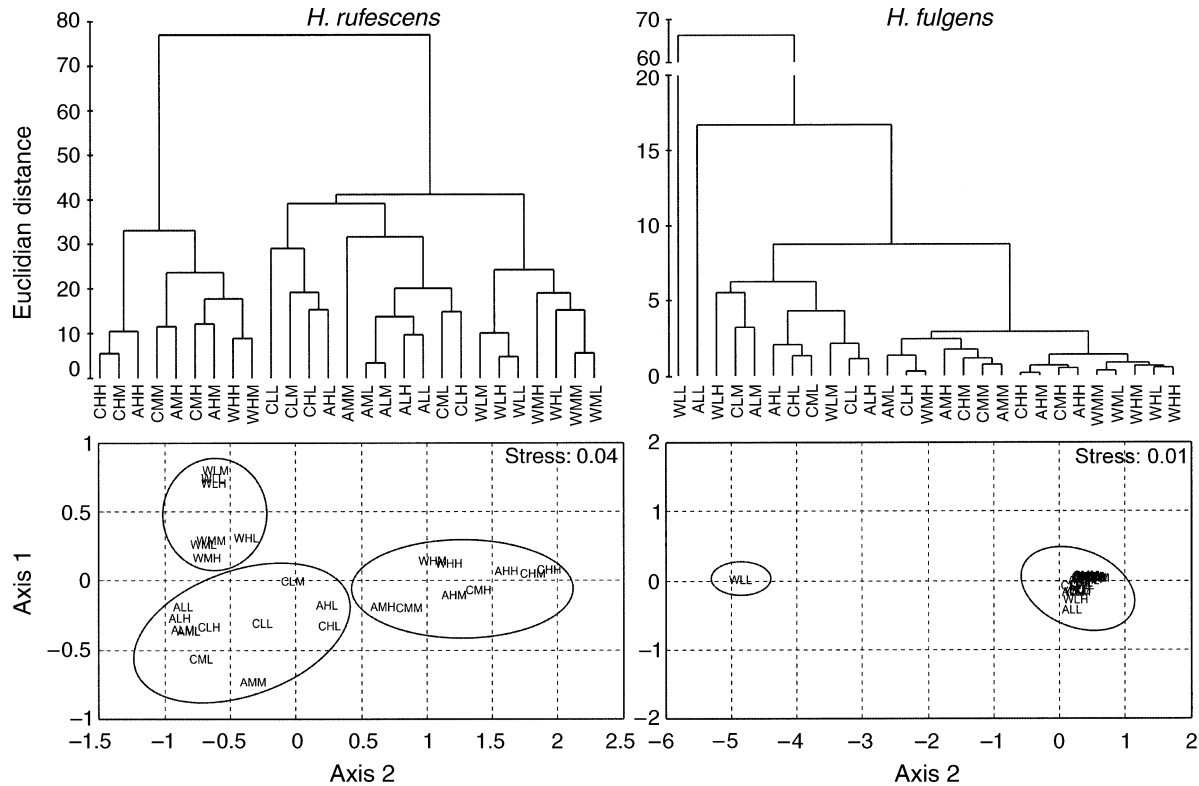 H. rufescens
H. fulgens
80
70
60
50
40
30
20
10
0
Euclidian distance
CHH CHM AHH CMM AMH CMH AHM WHH WHM CLL CLM CHL AHL AMM AML ALM ALH ALL CML CLH WLM WLH WLL WMH WHL WMM WML
70
60
20
15
10
5
0
WLL ALL WLH CLM ALM AHL CHL CML WLM CLL ALH AML CLH WMH AMH CHM CMM AMM CHH AHM CMH AHH WMM WML WHM WHL WHH
Stress: 0.04
1
0.5
0
−0.5
−1
Axis 1
WLM
WLL
WLH
WMM
WML
WHL
WMH
CLM
ALL
ALH
ALM
AML
CLH
CLL
AHL
CHL
CML
AMM
WHM
WHH
AHH
CHM
CHH
CMH
AHM
AMH
CMM
−1.5 −1 −0.5 0 0.5 1 1.5 2 2.5
Axis 2
Stress: 0.01
2
1
0
−1
−2
WLL
WLH
ALL
−6 −5 −4 −3 −2 −1 0 1 2
Axis 2